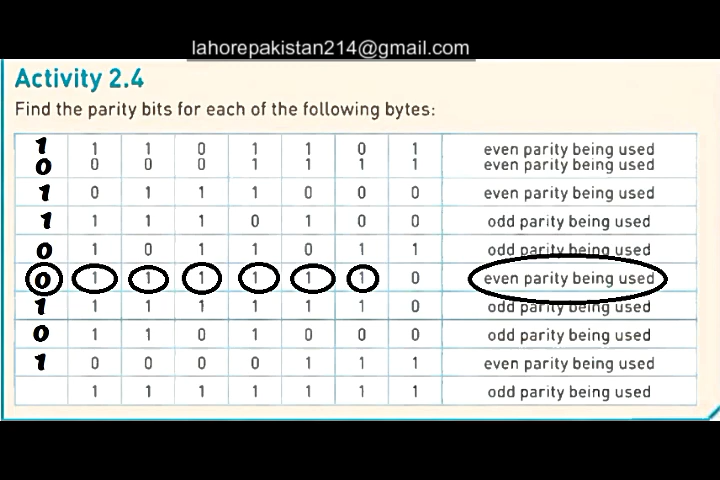 lahorepakistan214@gmail.com
Activity 2.4
Find the parity bits for each of the following bytes:
1 1 1 0 1 1 0 1 even parity being used
0 0 0 0 1 1 1 1 even parity being used
1 0 1 1 1 0 0 0 even parity being used
1 1 1 1 0 1 0 0 odd parity being used
0 1 0 1 1 0 1 1 odd parity being used
0 1 1 1 1 1 1 0 even parity being used
1 1 1 1 1 1 1 0 odd parity being used
0 1 1 0 1 0 0 0 odd parity being used
1 0 0 0 0 1 1 1 even parity being used
1 1 1 1 1 1 1 odd parity being used